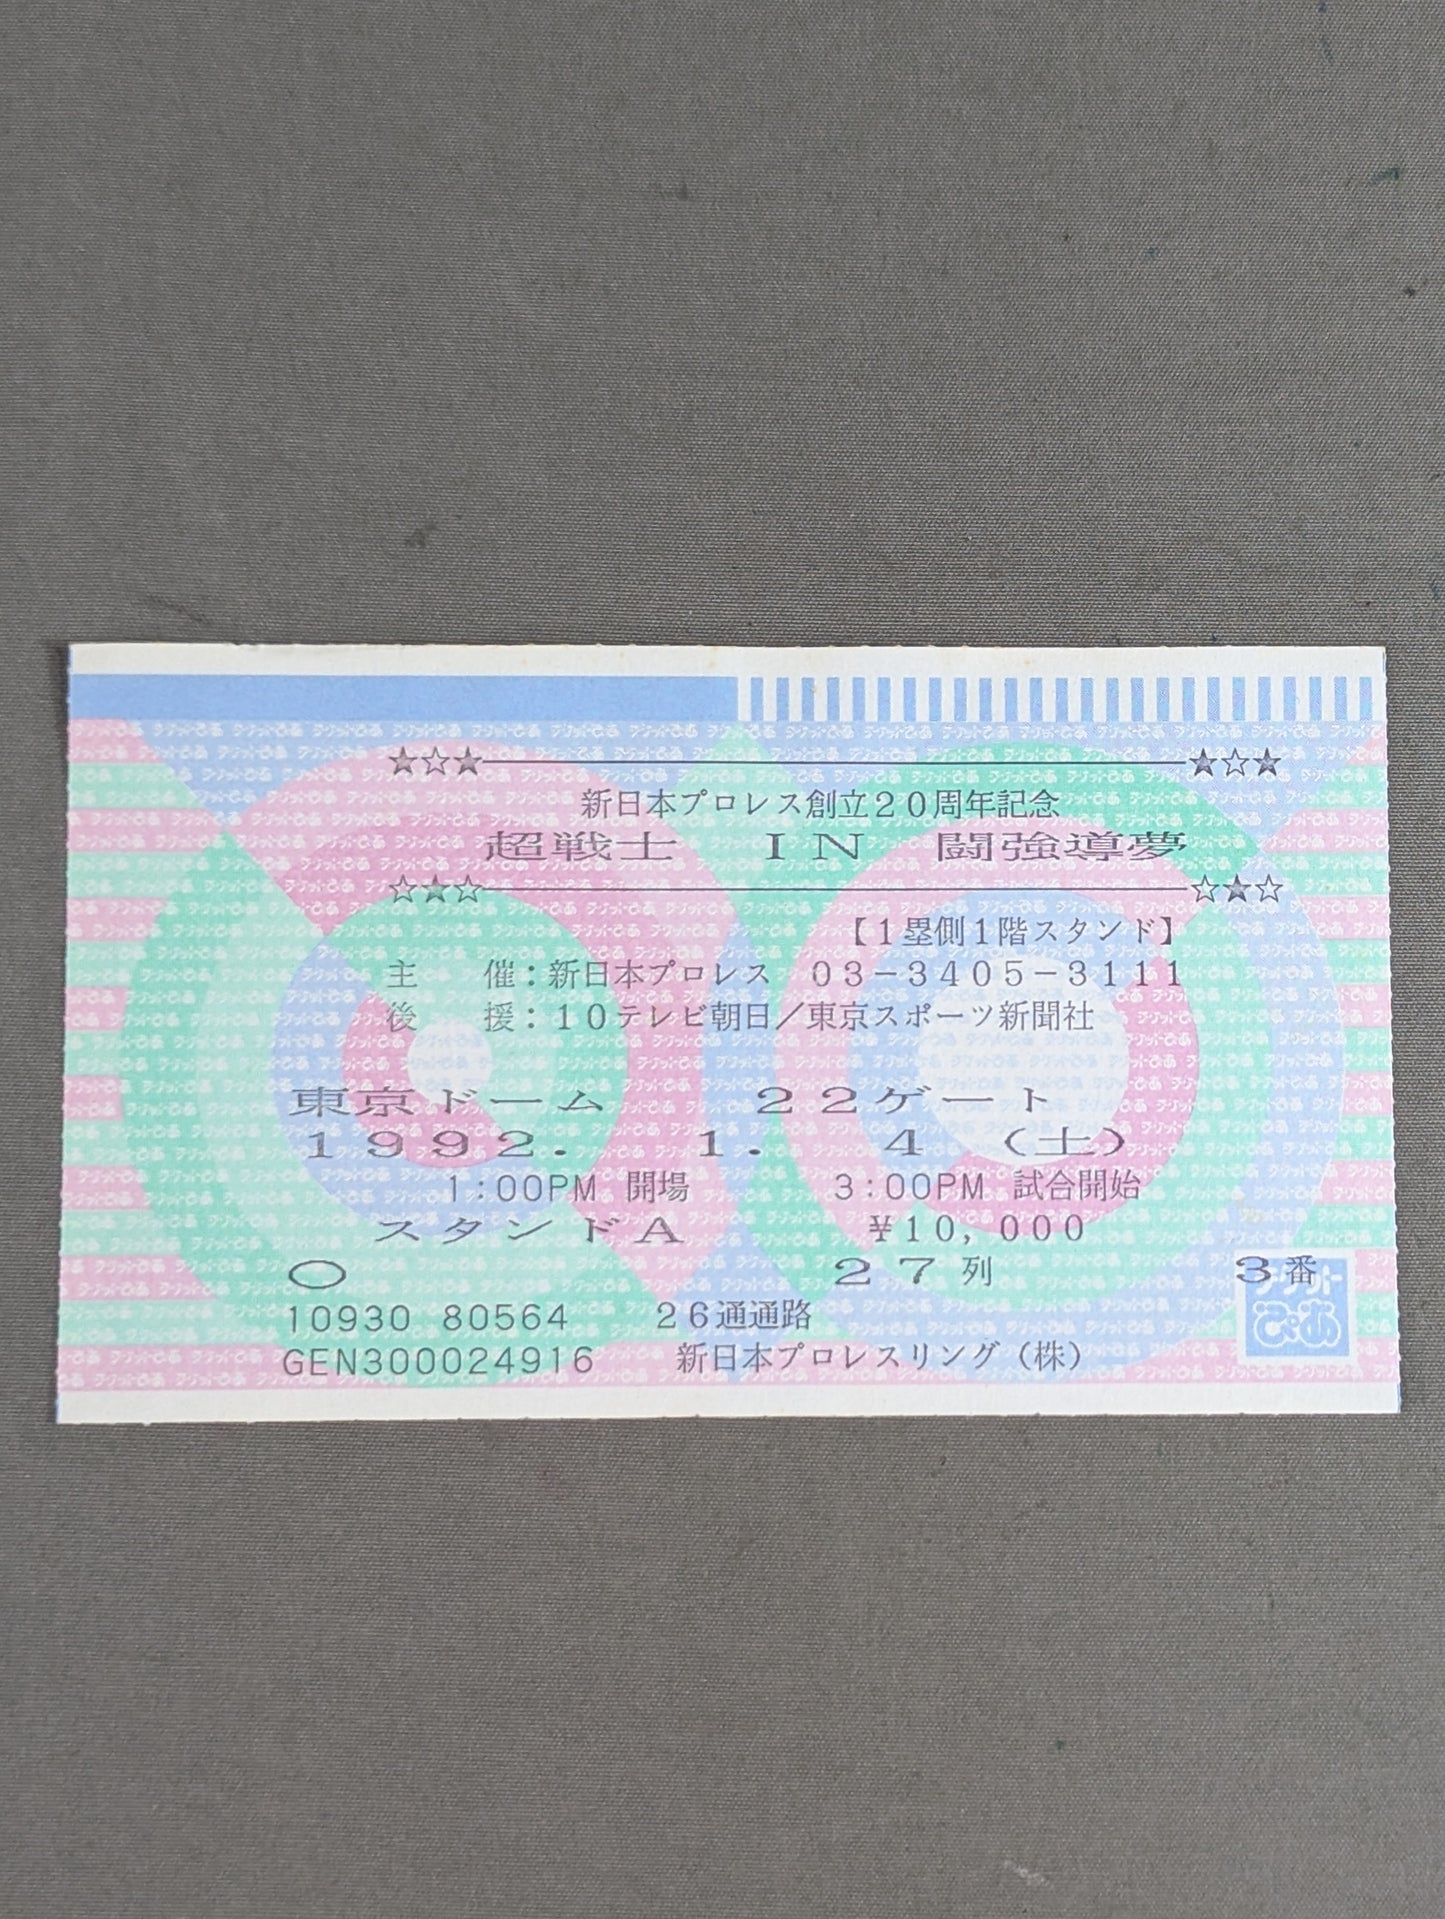 ★☆★————————————————★☆★
新日本プロレス創立20周年記念
超戦士 IN 闘強導夢
☆★☆————————————————☆★☆
【1塁側1階スタンド】
主 催：新日本プロレス 03-3405-3111
後 援：10テレビ朝日／東京スポーツ新聞社
東京ドーム 22ゲート
1992. 1. 4 (土)
1:00PM 開場 3:00PM 試合開始
スタンドA ¥10,000
○ 27列 3番
10930 80564 26通通路
GEN300024916 新日本プロレスリング（株）
チケット
ぴあ